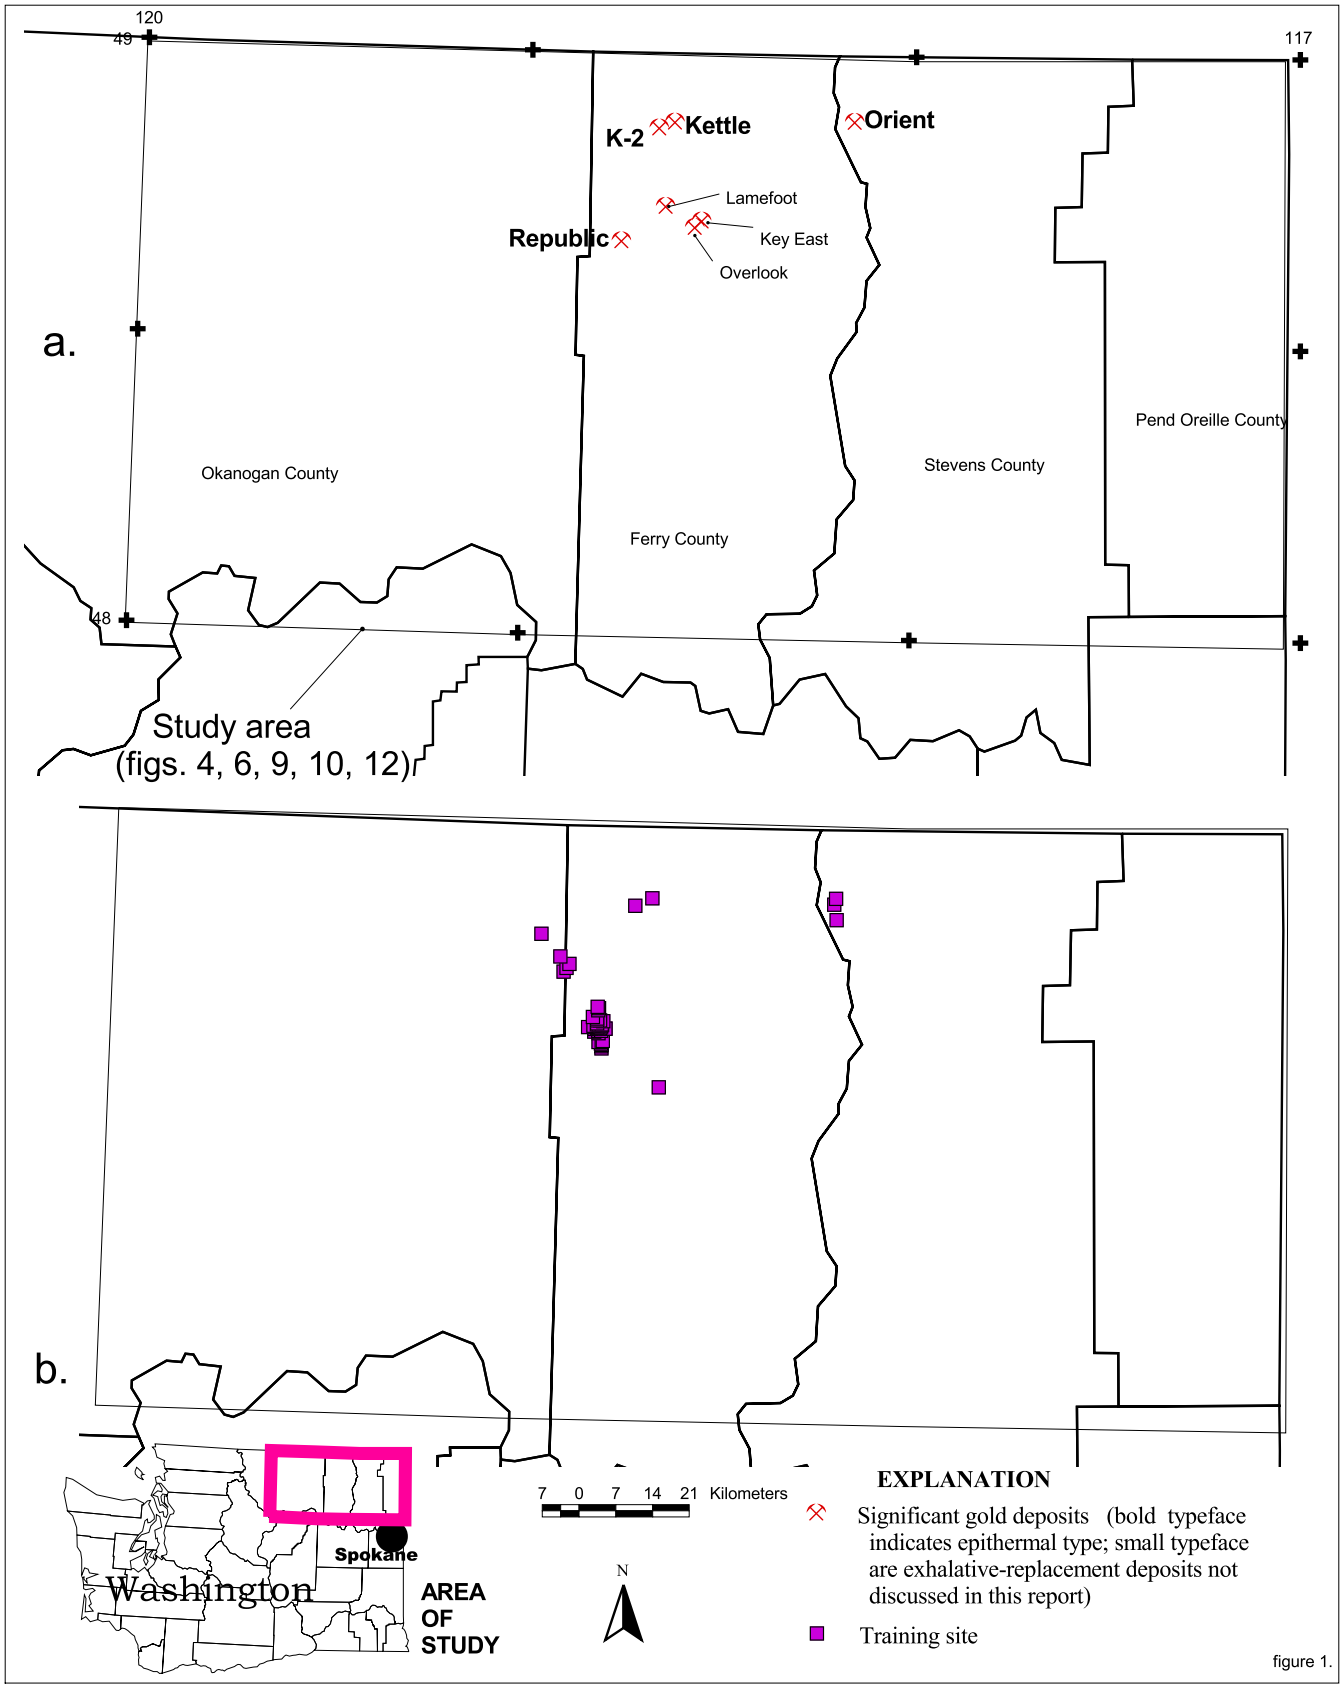 120
49
117
K-2
Kettle
Orient
Lamefoot
Republic
Key East
Overlook
a.
Pend Oreille County
Okanogan County
Stevens County
Ferry County
48
Study area
(figs. 4, 6, 9, 10, 12)
b.
7 0 7 14 21 Kilometers
EXPLANATION
Significant gold deposits (bold typeface
indicates epithermal type; small typeface
are exhalative-replacement deposits not
discussed in this report)
Training site
N
Spokane
Washington
AREA
OF
STUDY
figure 1.